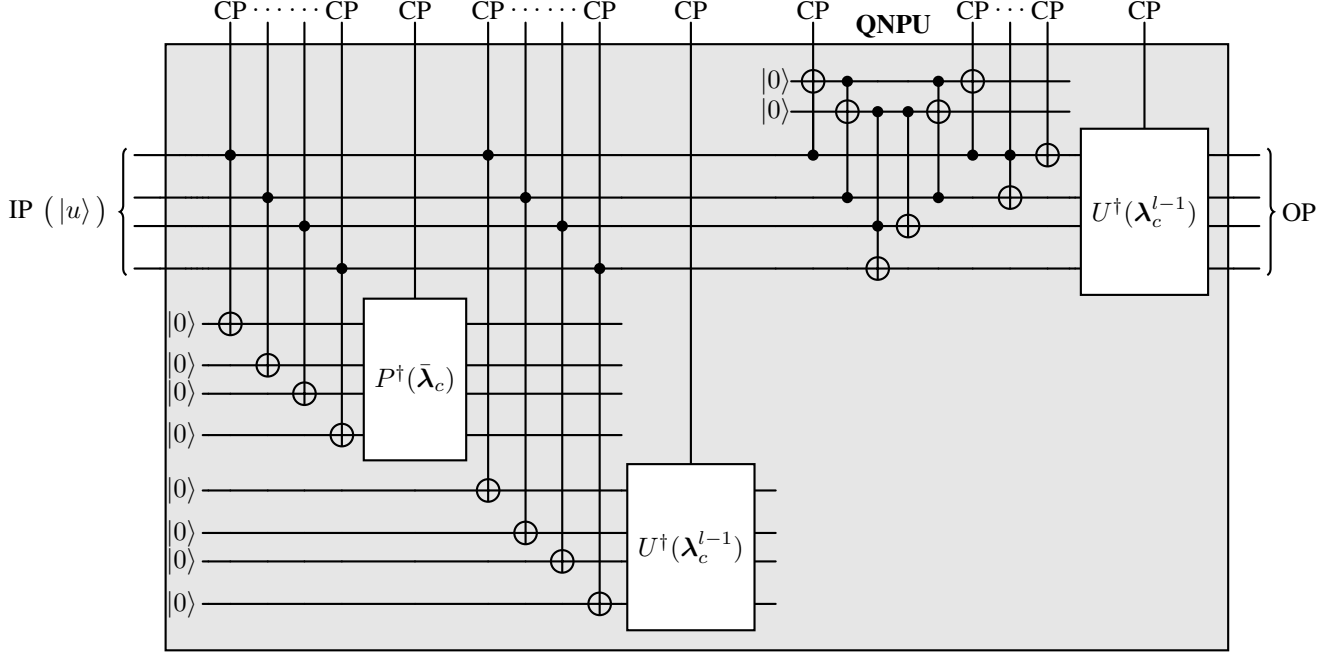 CP ······ CP CP CP ······ CP CP CP CP ··· CP CP
QNPU
|0⟩
|0⟩
IP (|u⟩)
U†(λ_c^{l−1})
OP
|0⟩
|0⟩
|0⟩
|0⟩
P†(λ̄_c)
|0⟩
|0⟩
|0⟩
|0⟩
U†(λ_c^{l−1})